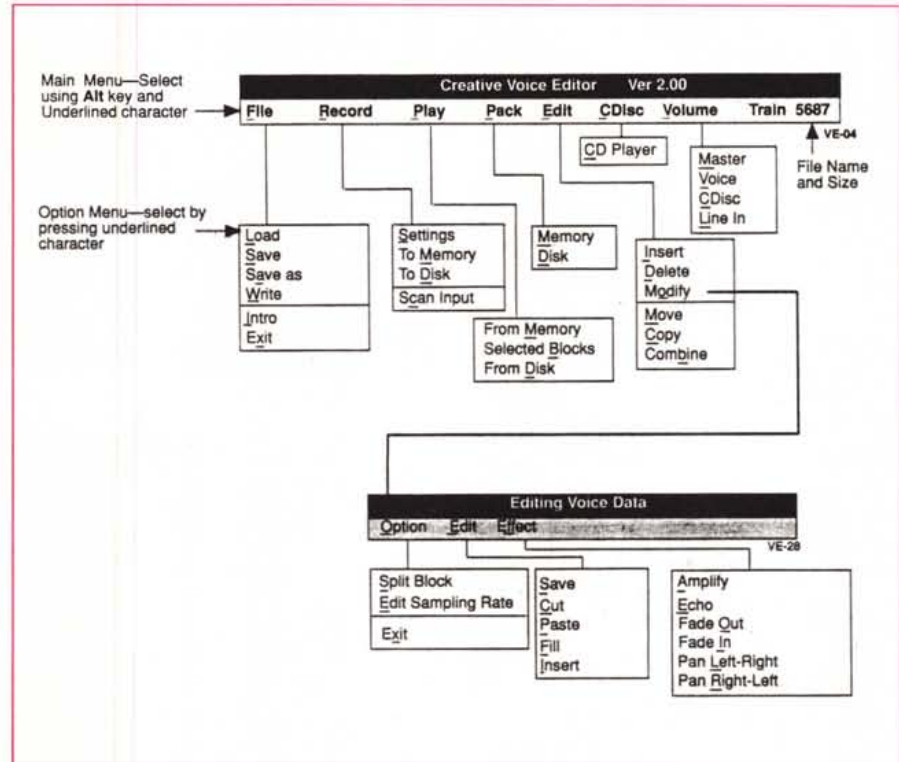 Main Menu—Select
using Alt key and
Underlined character
Creative Voice Editor Ver 2.00
File Record Play Pack Edit CDisc Volume Train 5687
VE-04
File Name
and Size
Option Menu—select by
pressing underlined
character
Load
Save
Save as
Write
Intro
Exit
Settings
To Memory
To Disk
Scan Input
From Memory
Selected Blocks
From Disk
Memory
Disk
CD Player
Insert
Delete
Modify
Move
Copy
Combine
Master
Voice
CDisc
Line In
Editing Voice Data
Option Edit Effect
VE-28
Split Block
Edit Sampling Rate
Exit
Save
Cut
Paste
Fill
Insert
Amplify
Echo
Fade Out
Fade In
Pan Left-Right
Pan Right-Left